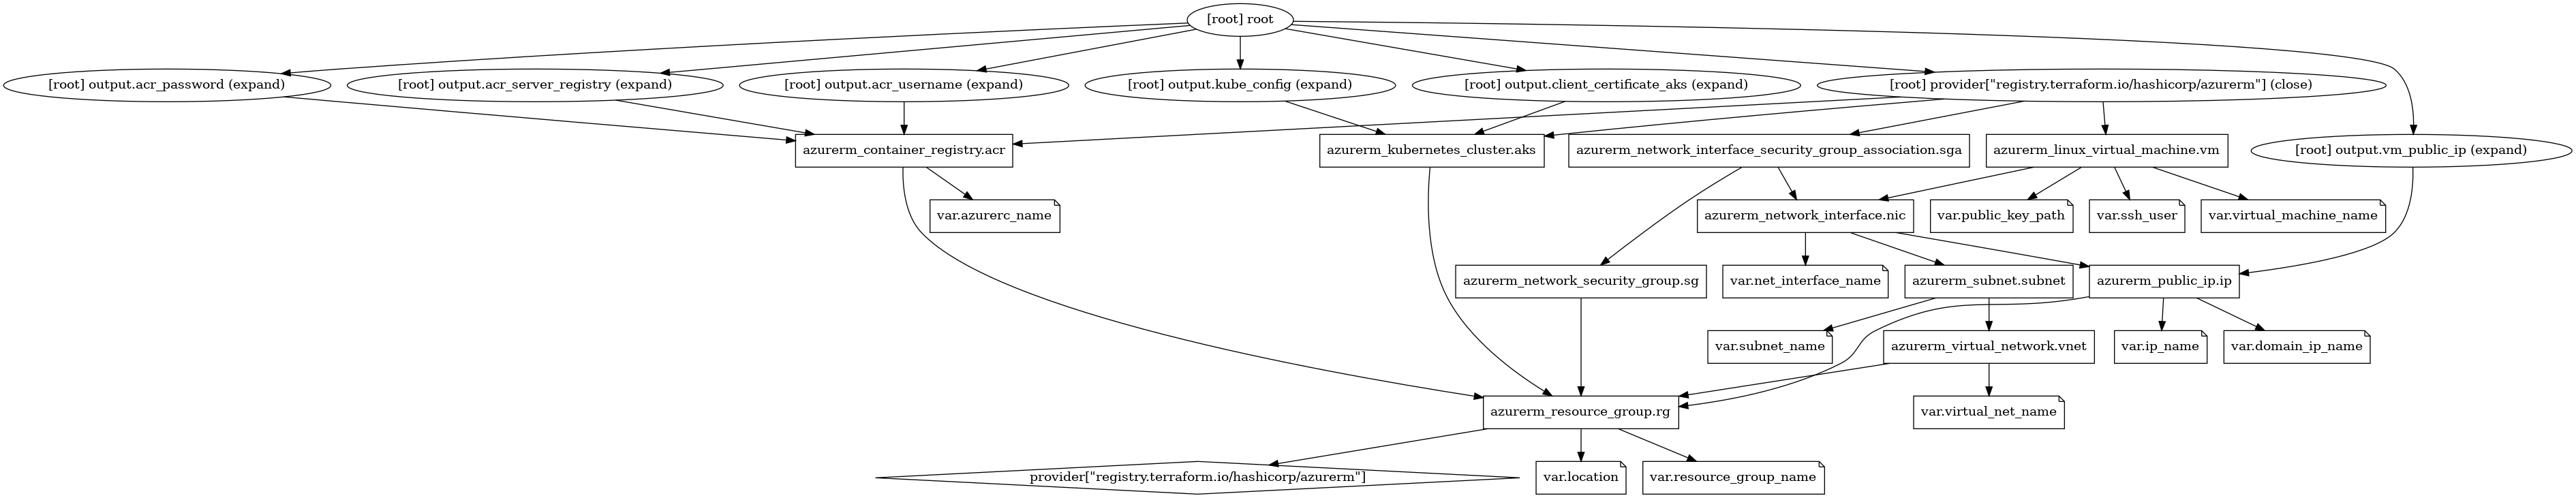 [root] root
[root] output.acr_password (expand)
[root] output.acr_server_registry (expand)
[root] output.acr_username (expand)
[root] output.kube_config (expand)
[root] output.client_certificate_aks (expand)
[root] provider["registry.terraform.io/hashicorp/azurerm"] (close)
azurerm_container_registry.acr
azurerm_kubernetes_cluster.aks
azurerm_network_interface_security_group_association.sga
azurerm_linux_virtual_machine.vm
[root] output.vm_public_ip (expand)
var.azurerc_name
azurerm_network_interface.nic
var.public_key_path
var.ssh_user
var.virtual_machine_name
azurerm_network_security_group.sg
var.net_interface_name
azurerm_subnet.subnet
azurerm_public_ip.ip
var.subnet_name
azurerm_virtual_network.vnet
var.ip_name
var.domain_ip_name
azurerm_resource_group.rg
var.virtual_net_name
provider["registry.terraform.io/hashicorp/azurerm"]
var.location
var.resource_group_name